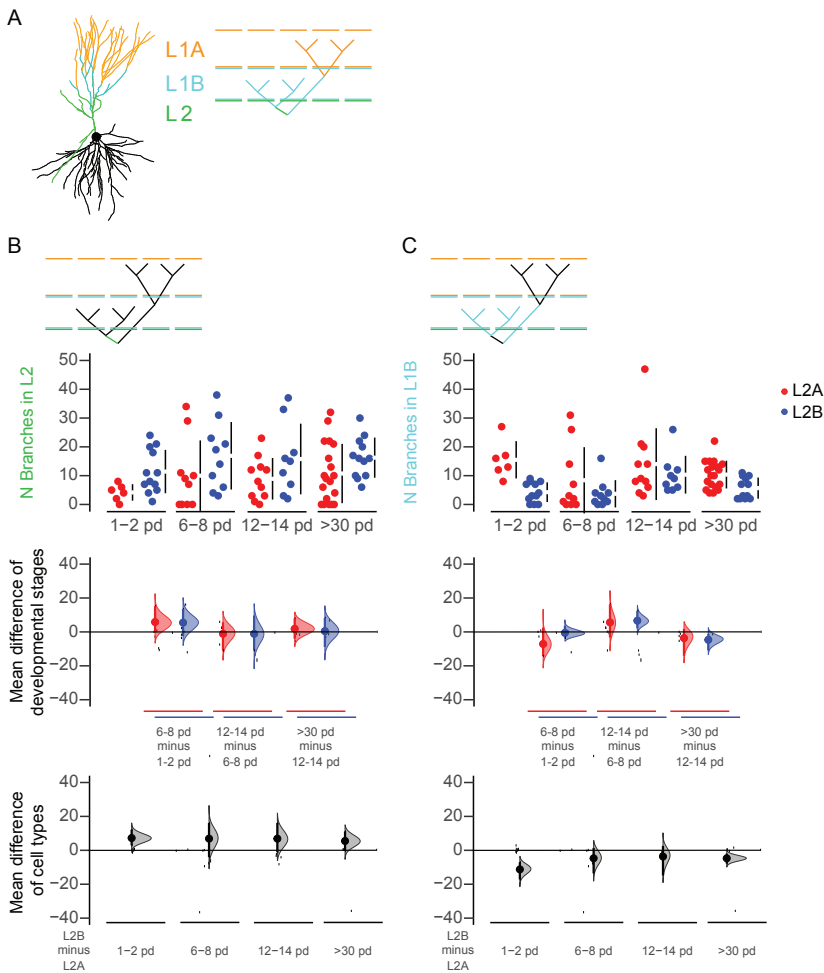 A
L1A
L1B
L2
B
C
N Branches in L2
50
40
30
20
10
0
1−2 pd
6−8 pd
12−14 pd
>30 pd
N Branches in L1B
50
40
30
20
10
0
1−2 pd
6−8 pd
12−14 pd
>30 pd
L2A
L2B
Mean difference of
developmental stages
40
20
0
−20
−40
6-8 pd
minus
1-2 pd
12-14 pd
minus
6-8 pd
>30 pd
minus
12-14 pd
40
20
0
−20
−40
6-8 pd
minus
1-2 pd
12-14 pd
minus
6-8 pd
>30 pd
minus
12-14 pd
Mean difference
of cell types
40
20
0
−20
−40
L2B
minus
L2A
1−2 pd
6−8 pd
12−14 pd
>30 pd
40
20
0
−20
−40
L2B
minus
L2A
1−2 pd
6−8 pd
12−14 pd
>30 pd